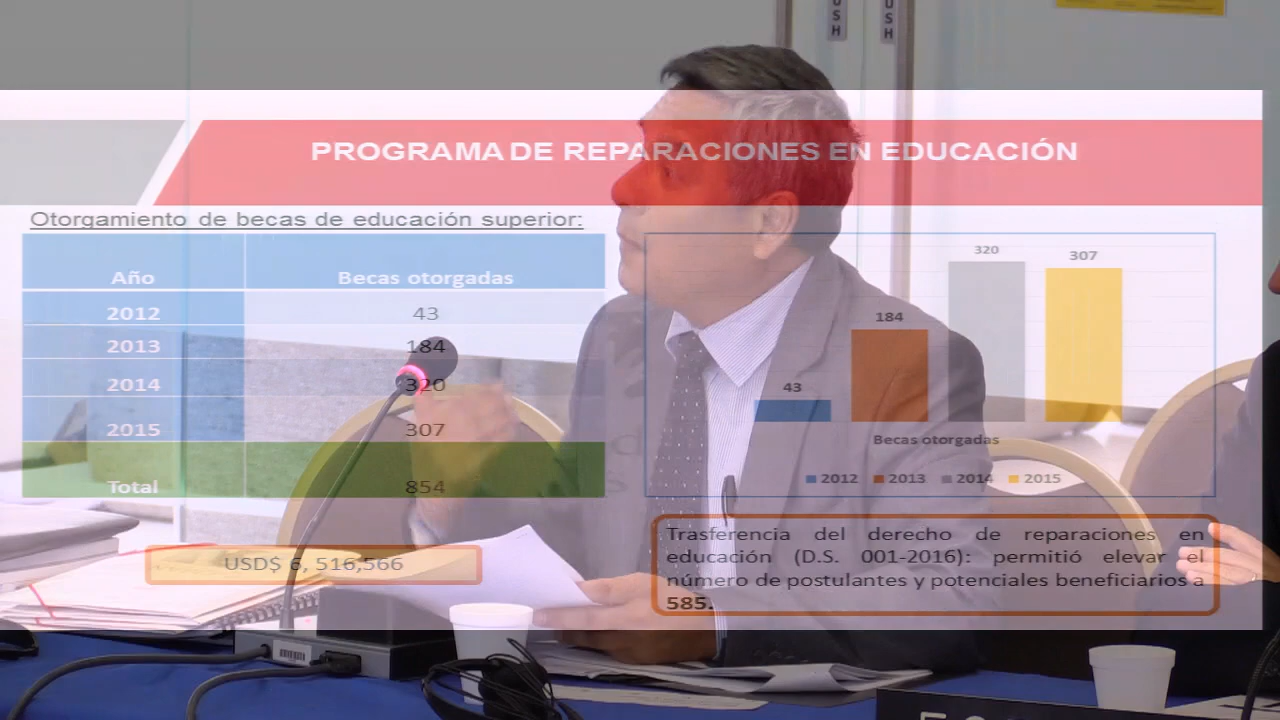 PUSH
PUSH
PROGRAMA DE REPARACIONES EN EDUCACIÓN
Otorgamiento de becas de educación superior:
Año Becas otorgadas
2012 43
2013 184
2014 320
2015 307
Total 854
USD$ 6, 516,566
43
184
320
307
Becas otorgadas
2012 2013 2014 2015
Trasferencia del derecho de reparaciones en
educación (D.S. 001-2016): permitió elevar el
número de postulantes y potenciales beneficiarios a
585.